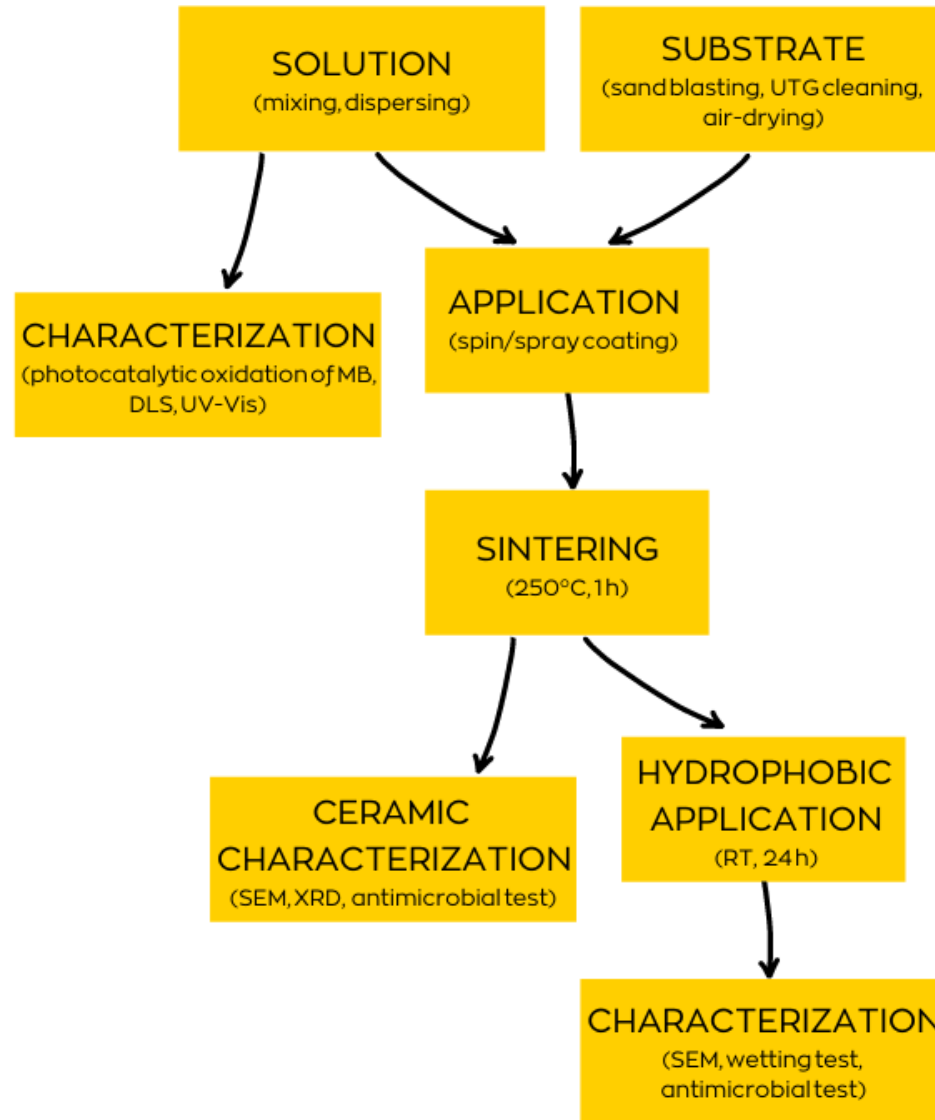 SOLUTION
(mixing, dispersing)
SUBSTRATE
(sand blasting, UTG cleaning,
air-drying)
CHARACTERIZATION
(photocatalytic oxidation of MB,
DLS, UV-Vis)
APPLICATION
(spin/spray coating)
SINTERING
(250°C, 1 h)
CERAMIC
CHARACTERIZATION
(SEM, XRD, antimicrobial test)
HYDROPHOBIC
APPLICATION
(RT, 24 h)
CHARACTERIZATION
(SEM, wetting test,
antimicrobial test)